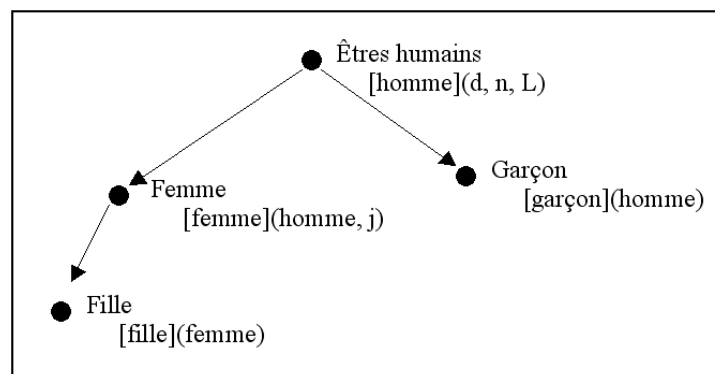 Êtres humains
[homme](d, n, L)
Garçon
[garçon](homme)
Femme
[femme](homme, j)
Fille
[fille](femme)